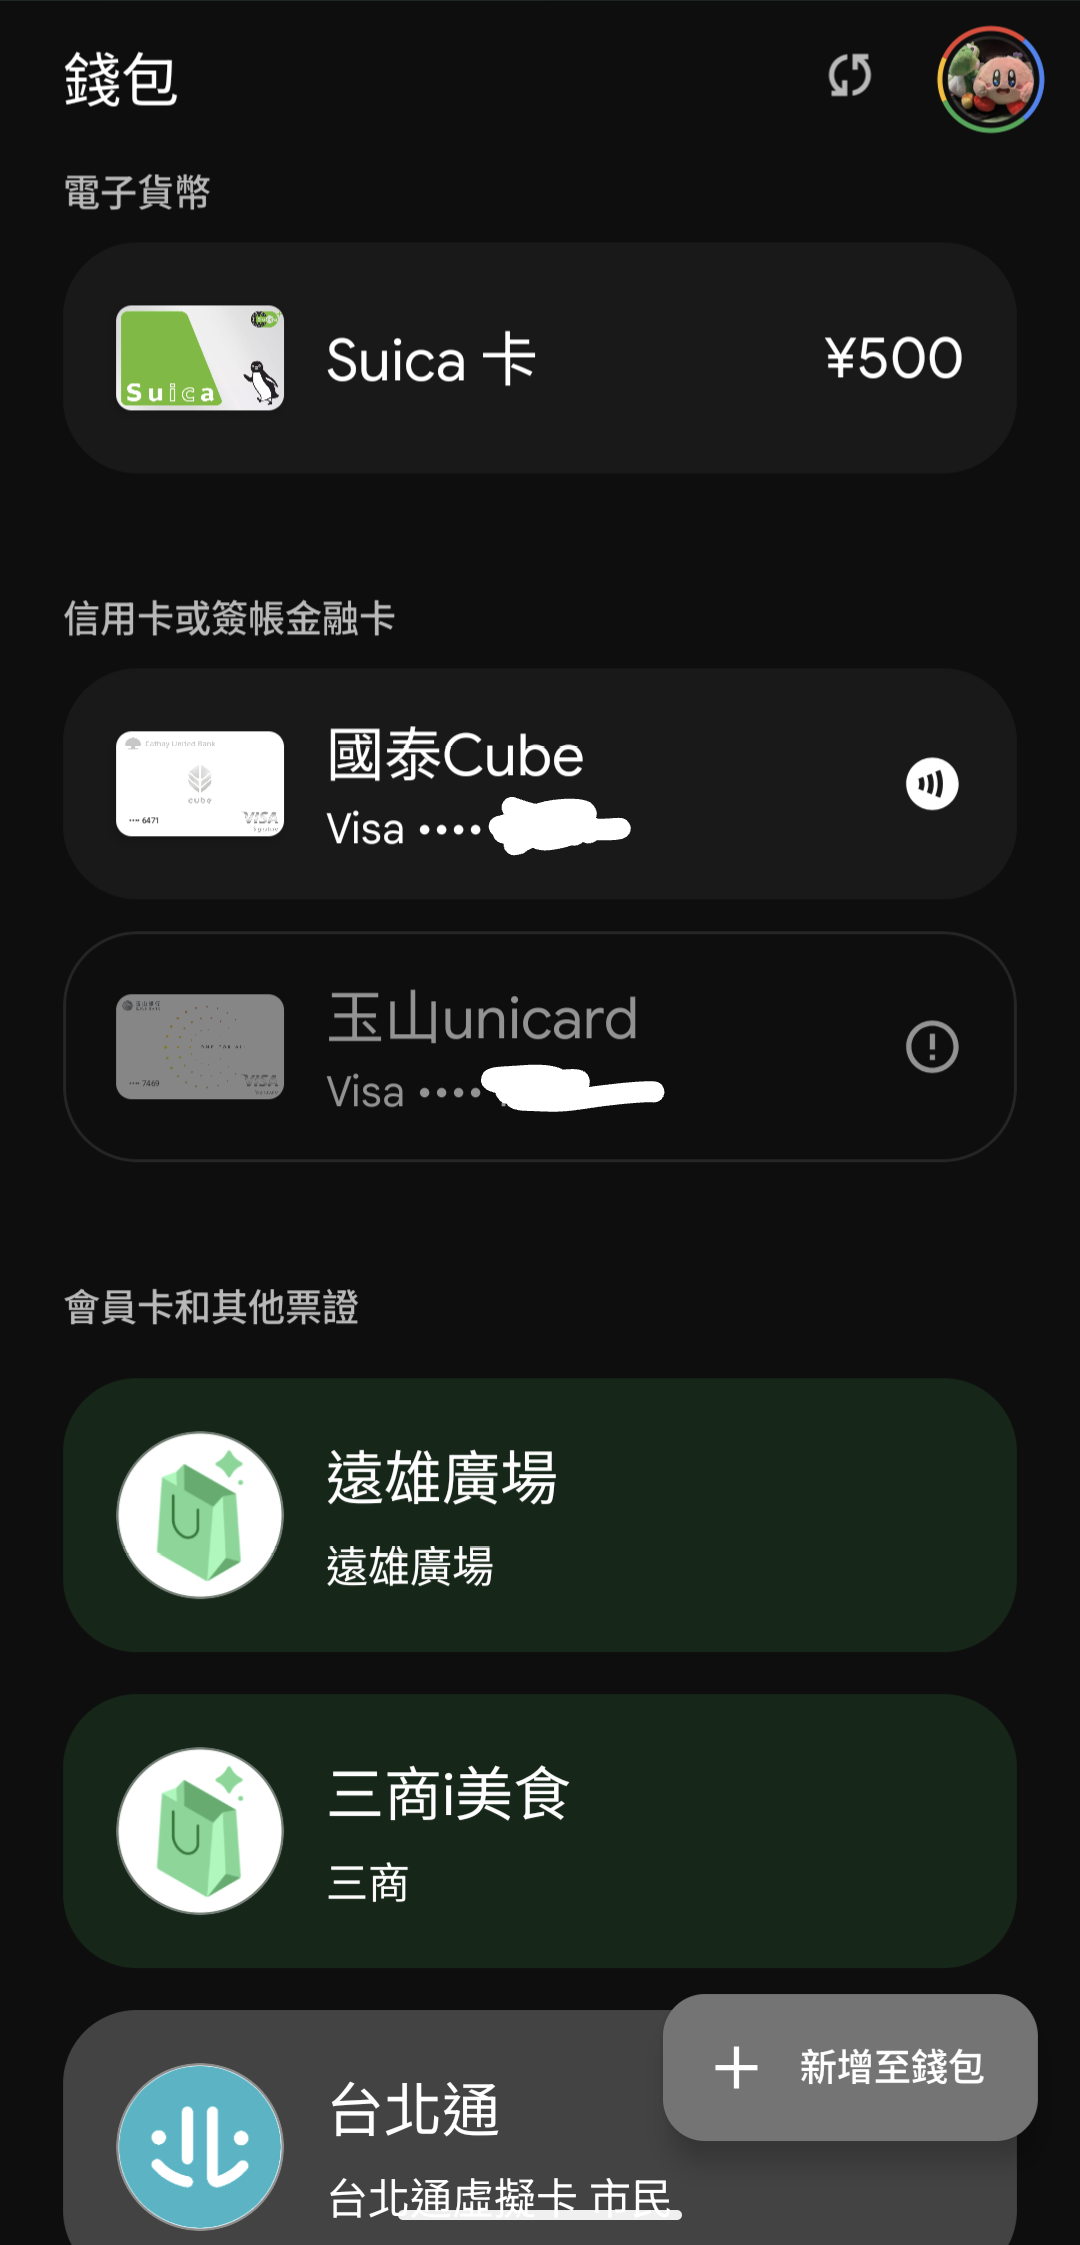 錢包
電子貨幣
Suica
Suica 卡
¥500
信用卡或簽帳金融卡
Cathay United Bank
cube
•••• 6471
VISA
國泰Cube
Visa ••••
•••• 7469
VISA
玉山unicard
Visa ••••
會員卡和其他票證
遠雄廣場
遠雄廣場
三商i美食
三商
台北通
台北通虛擬卡 市民
新增至錢包